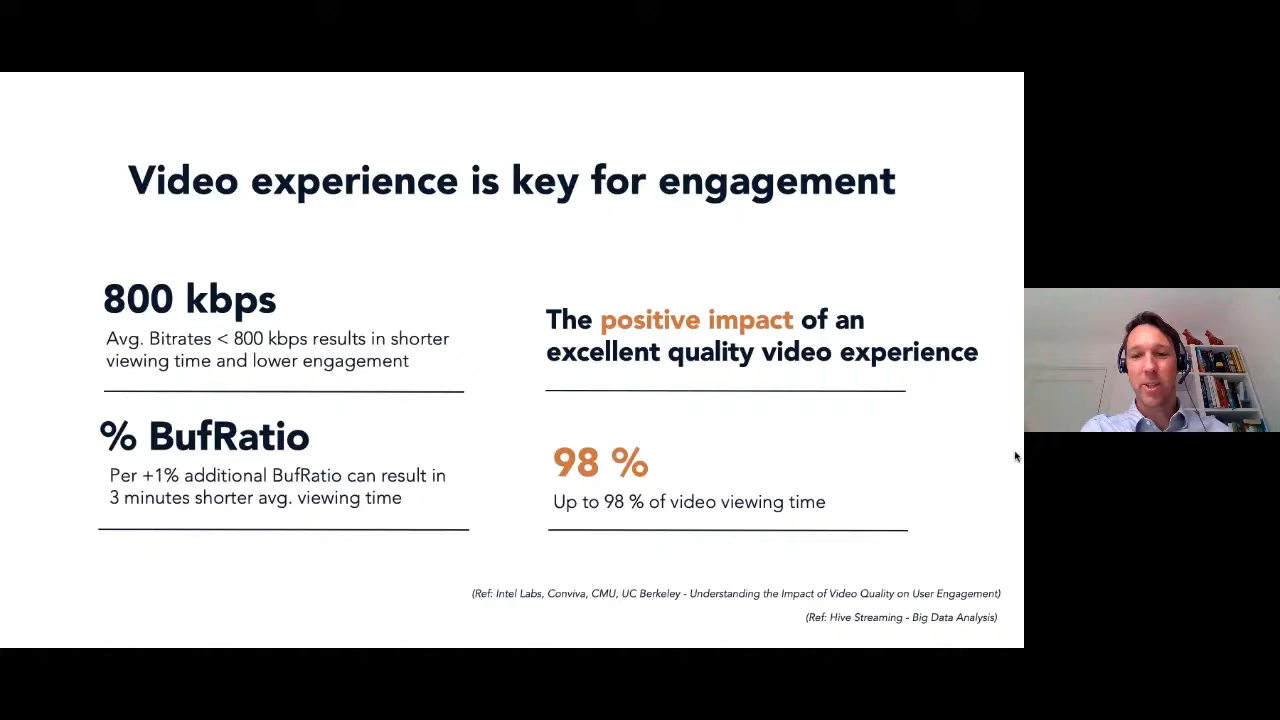 Video experience is key for engagement
800 kbps
Avg. Bitrates < 800 kbps results in shorter
viewing time and lower engagement
% BufRatio
Per +1% additional BufRatio can result in
3 minutes shorter avg. viewing time
The positive impact of an
excellent quality video experience
98 %
Up to 98 % of video viewing time
(Ref: Intel Labs, Conviva, CMU, UC Berkeley - Understanding the Impact of Video Quality on User Engagement)
(Ref: Hive Streaming - Big Data Analysis)